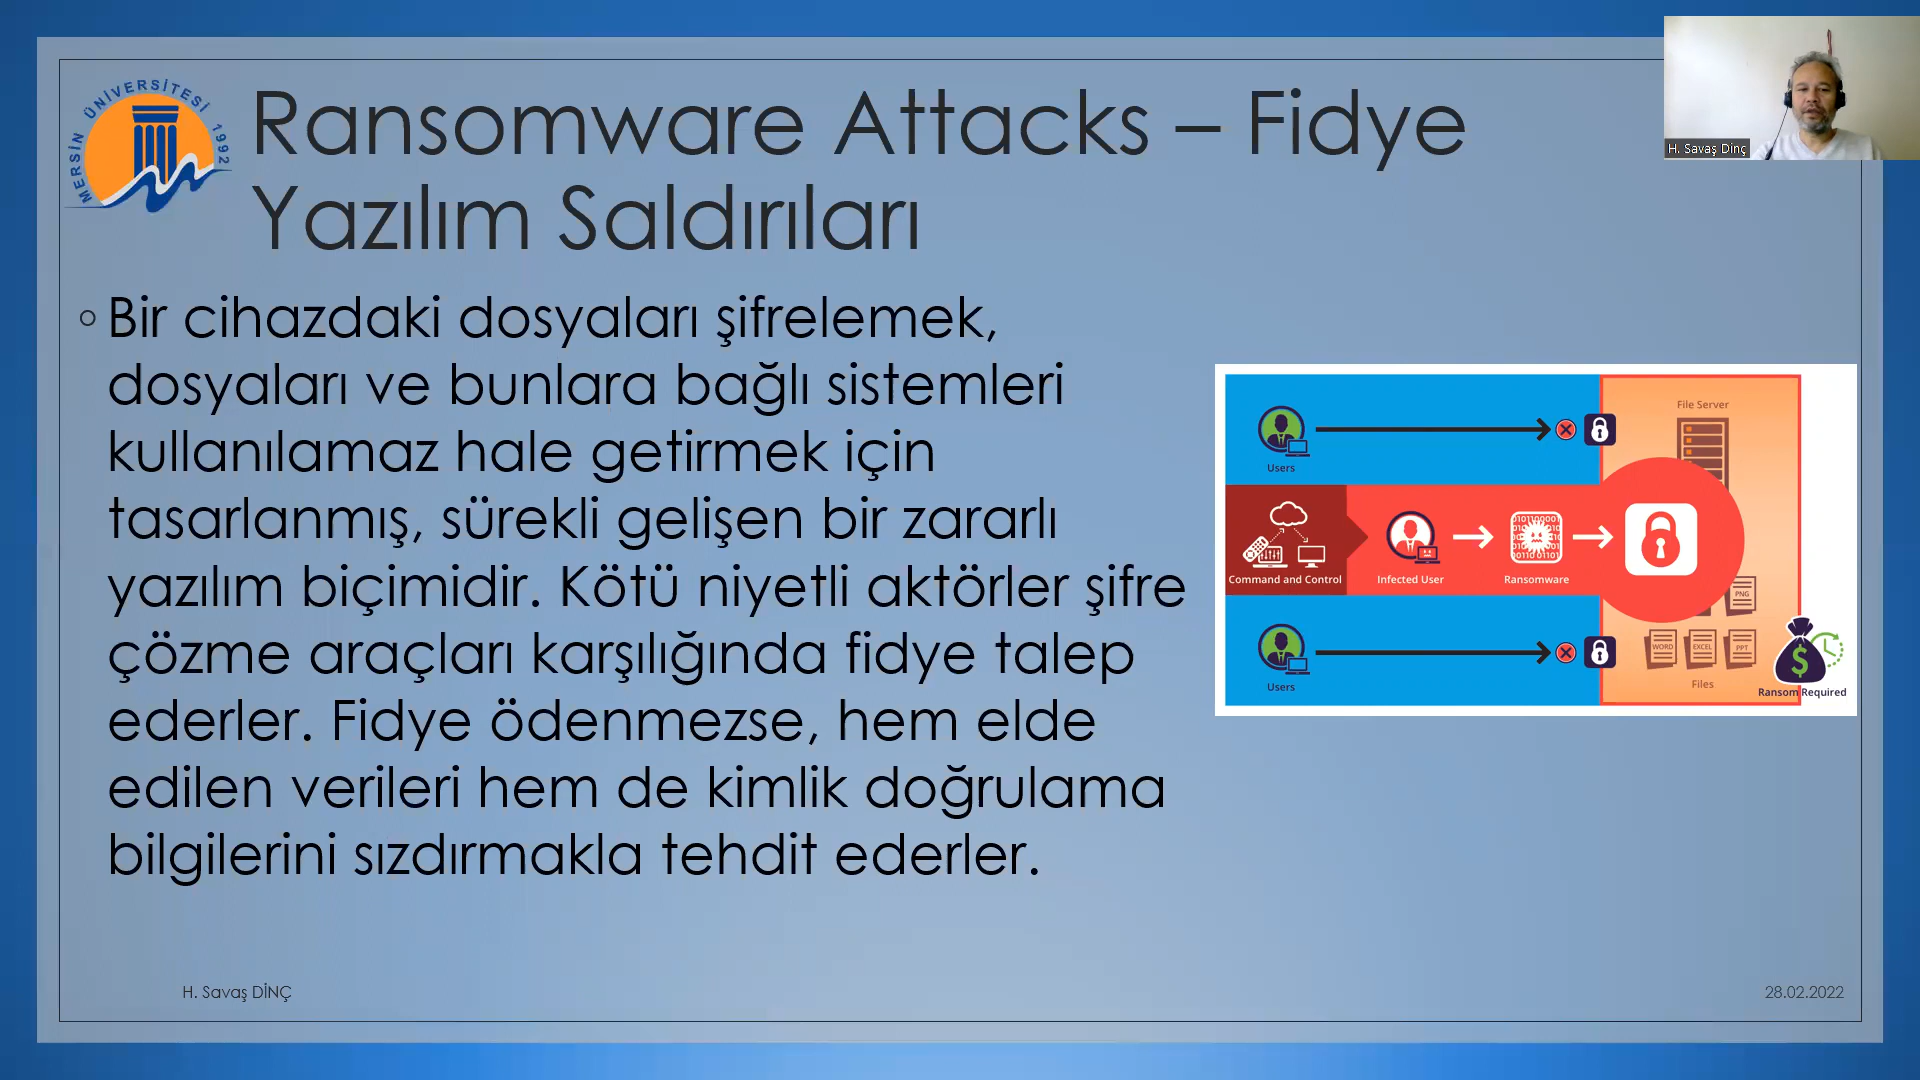 MERSİN ÜNİVERSİTESİ 1992
Ransomware Attacks – Fidye
Yazılım Saldırıları
H. Savaş Dinç
Bir cihazdaki dosyaları şifrelemek,
dosyaları ve bunlara bağlı sistemleri
kullanılamaz hale getirmek için
tasarlanmış, sürekli gelişen bir zararlı
yazılım biçimidir. Kötü niyetli aktörler şifre
çözme araçları karşılığında fidye talep
ederler. Fidye ödenmezse, hem elde
edilen verileri hem de kimlik doğrulama
bilgilerini sızdırmakla tehdit ederler.
File Server
Users
Command and Control
Infected User
Ransomware
PNG
WORD
EXCEL
PPT
Users
Files
Ransom Required
H. Savaş DİNÇ
28.02.2022